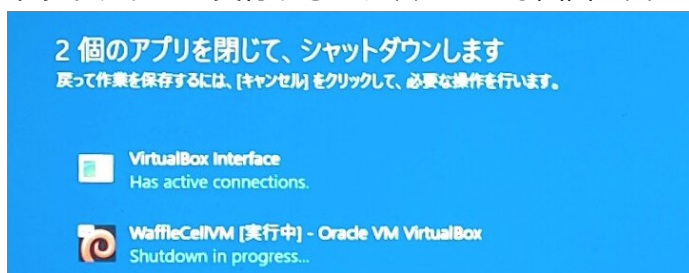 2 個のアプリを閉じて、シャットダウンします
戻って作業を保存するには、[キャンセル] をクリックして、必要な操作を行います。
VirtualBox Interface
Has active connections.
WaffleCellVM [実行中] - Oracle VM VirtualBox
Shutdown in progress...